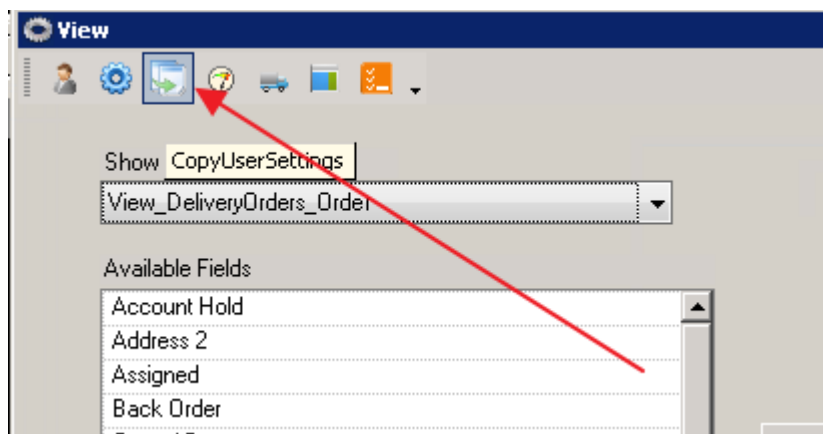 View
Show CopyUserSettings
View_DeliveryOrders_Order
Available Fields
Account Hold
Address 2
Assigned
Back Order